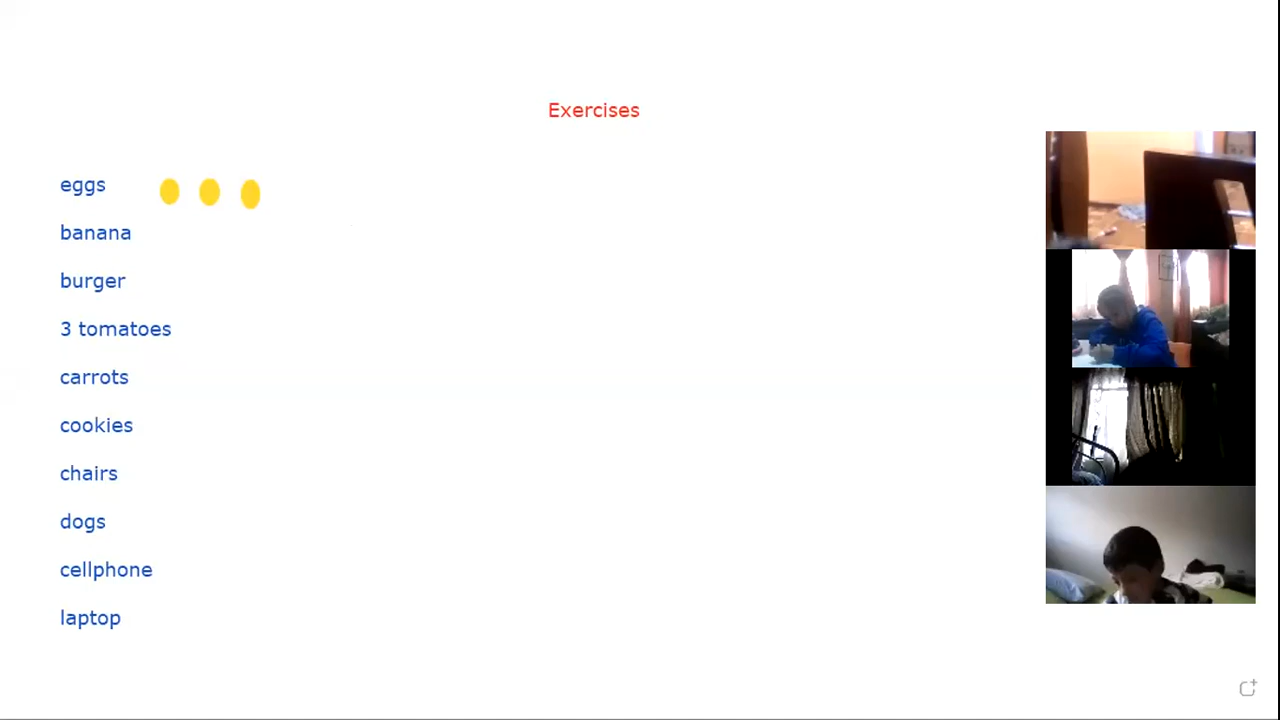 Exercises
eggs
banana
burger
3 tomatoes
carrots
cookies
chairs
dogs
cellphone
laptop